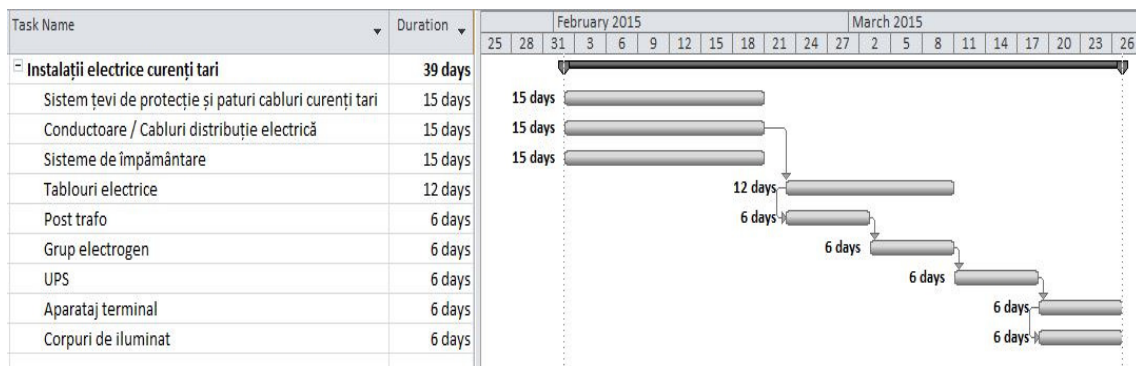 Task Name Duration February 2015 March 2015
25 28 31 3 6 9 12 15 18 21 24 27 2 5 8 11 14 17 20 23 26
Instalații electrice curenți tari 39 days
Sistem țevi de protecție și paturi cabluri curenți tari 15 days 15 days
Conductoare / Cabluri distribuție electrică 15 days 15 days
Sisteme de împământare 15 days 15 days
Tablouri electrice 12 days 12 days
Post trafo 6 days 6 days
Grup electrogen 6 days 6 days
UPS 6 days 6 days
Aparataj terminal 6 days 6 days
Corpuri de iluminat 6 days 6 days